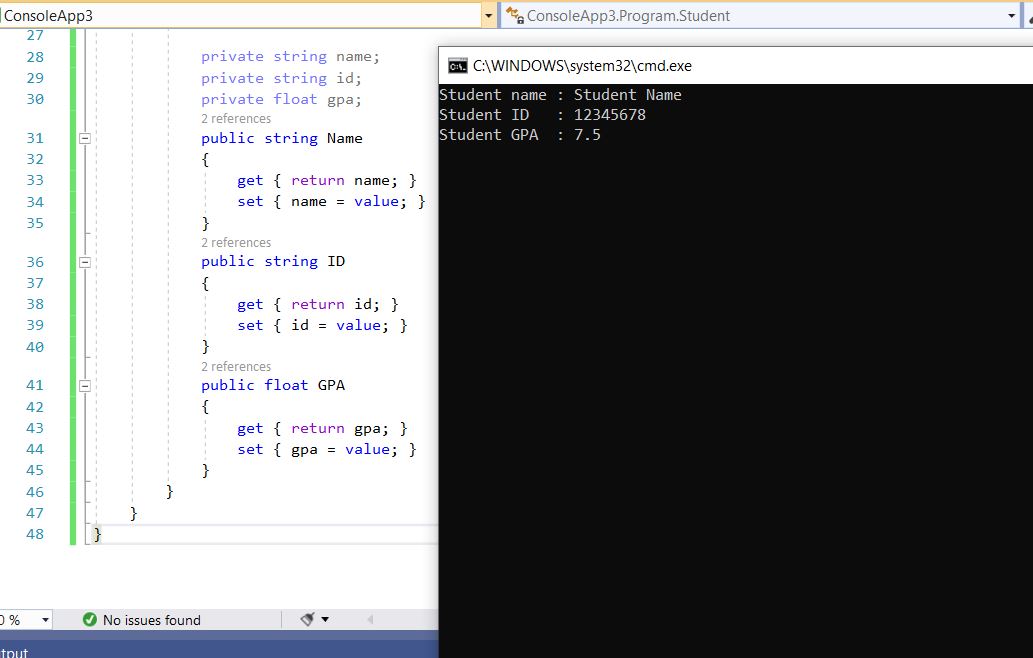 ConsoleApp3
ConsoleApp3.Program.Student
27
28 private string name;
29 private string id;
30 private float gpa;
2 references
31 public string Name
32 {
33 get { return name; }
34 set { name = value; }
35 }
2 references
36 public string ID
37 {
38 get { return id; }
39 set { id = value; }
40 }
2 references
41 public float GPA
42 {
43 get { return gpa; }
44 set { gpa = value; }
45 }
46 }
47 }
48 }
C:\WINDOWS\system32\cmd.exe
Student name : Student Name
Student ID   : 12345678
Student GPA  : 7.5
0 %
No issues found
tput